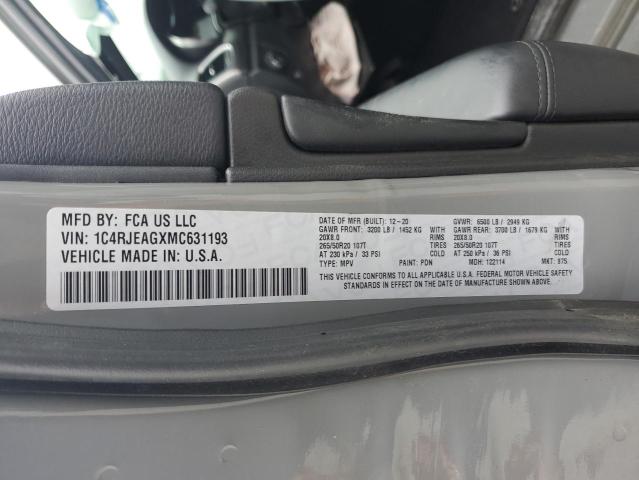 MFD BY: FCA US LLC
VIN: 1C4RJEAGXMC631193
VEHICLE MADE IN: U.S.A.
DATE OF MFR (BUILT): 12-20 GVWR: 6500 LB / 2949 KG
GAWR FRONT: 3200 LB / 1452 KG WITH GAWR REAR: 3700 LB / 1679 KG WITH
20X8.0 RIMS 20X8.0 RIMS
265/50R20 107T TIRES 265/50R20 107T TIRES
AT 230 kPa / 33 PSI COLD AT 250 kPa / 36 PSI COLD
TYPE: MPV PAINT: PDN MDH: 122114 MKT: 975
THIS VEHICLE CONFORMS TO ALL APPLICABLE U.S.A. FEDERAL MOTOR VEHICLE SAFETY
STANDARDS IN EFFECT ON THE DATE OF MANUFACTURE SHOWN ABOVE.